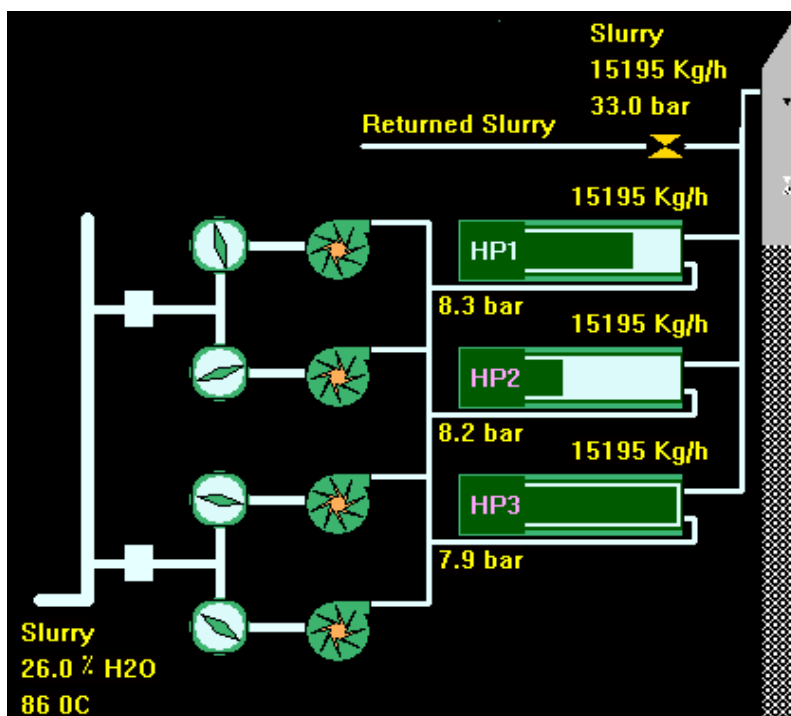 Slurry
15195 Kg/h
33.0 bar
Returned Slurry
15195 Kg/h
HP1
8.3 bar
15195 Kg/h
HP2
8.2 bar
15195 Kg/h
HP3
7.9 bar
Slurry
26.0 % H2O
86 0C